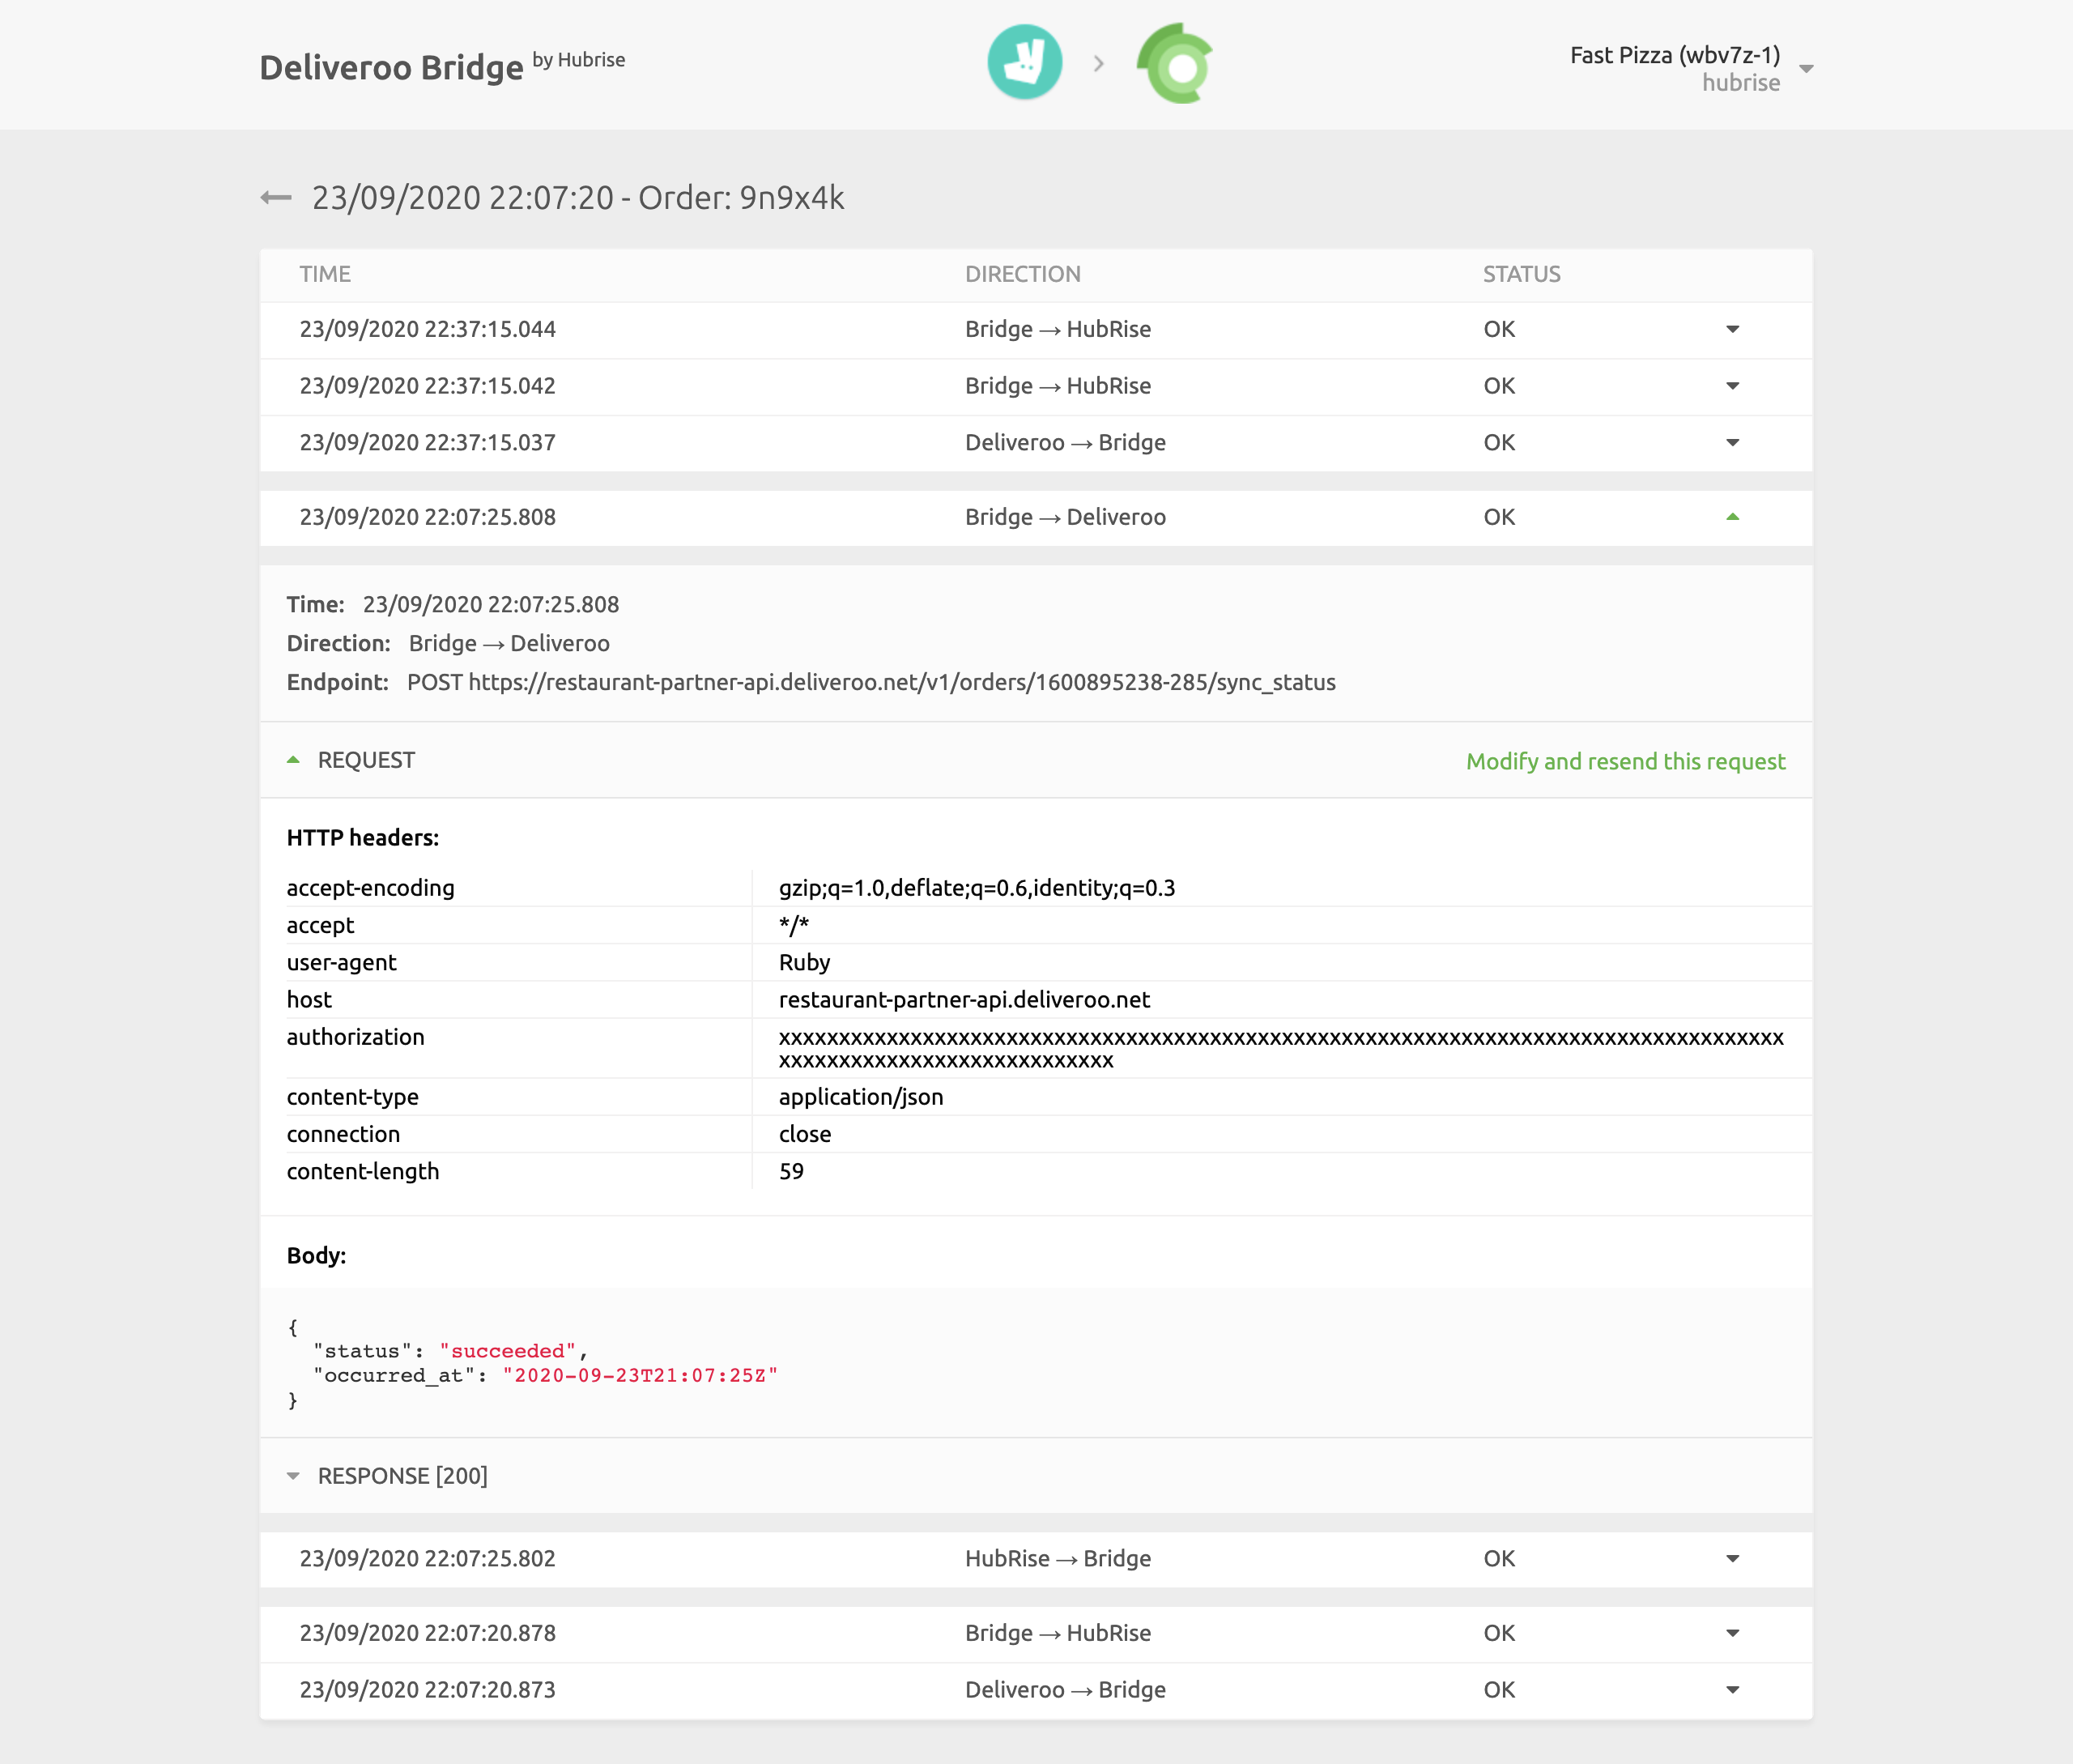 Deliveroo Bridge by Hubrise
Fast Pizza (wbv7z-1)
hubrise
23/09/2020 22:07:20 - Order: 9n9x4k
TIME DIRECTION STATUS
23/09/2020 22:37:15.044 Bridge → HubRise OK
23/09/2020 22:37:15.042 Bridge → HubRise OK
23/09/2020 22:37:15.037 Deliveroo → Bridge OK
23/09/2020 22:07:25.808 Bridge → Deliveroo OK
Time: 23/09/2020 22:07:25.808
Direction: Bridge → Deliveroo
Endpoint: POST https://restaurant-partner-api.deliveroo.net/v1/orders/1600895238-285/sync_status
REQUEST Modify and resend this request
HTTP headers:
accept-encoding gzip;q=1.0,deflate;q=0.6,identity;q=0.3
accept */*
user-agent Ruby
host restaurant-partner-api.deliveroo.net
authorization xxxxxxxxxxxxxxxxxxxxxxxxxxxxxxxxxxxxxxxxxxxxxxxxxxxxxxxxxxxxxxxxxxxxxxxxxxxxxxxxxxxx
xxxxxxxxxxxxxxxxxxxxxxxxxxxx
content-type application/json
connection close
content-length 59
Body:
{
"status": "succeeded",
"occurred_at": "2020-09-23T21:07:25Z"
}
RESPONSE [200]
23/09/2020 22:07:25.802 HubRise → Bridge OK
23/09/2020 22:07:20.878 Bridge → HubRise OK
23/09/2020 22:07:20.873 Deliveroo → Bridge OK